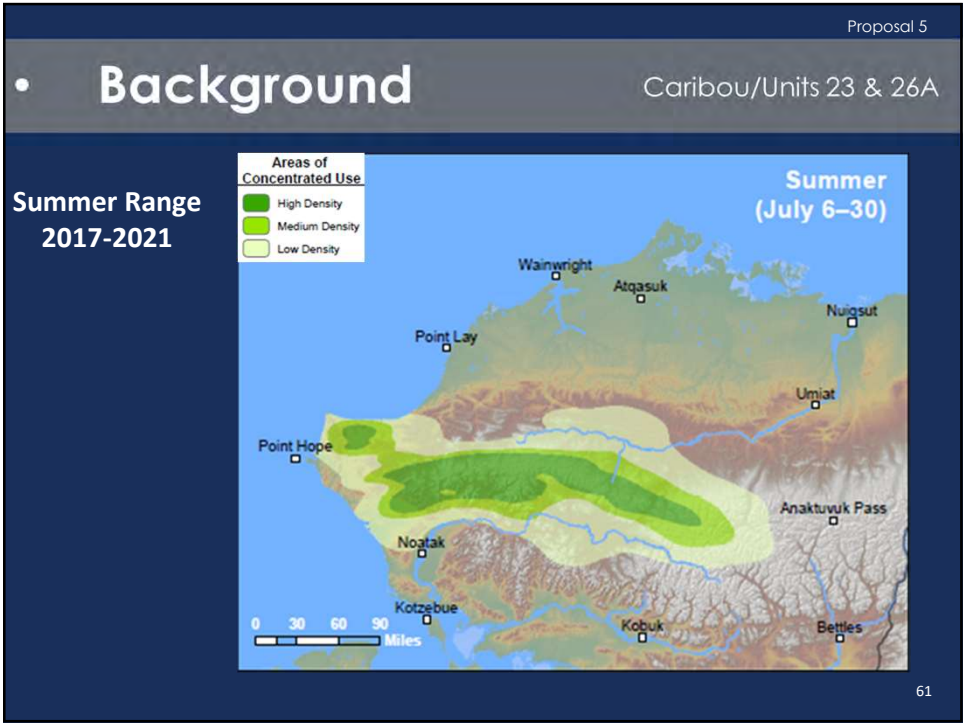 Proposal 5
• Background
Caribou/Units 23 & 26A
Summer Range
2017-2021
Areas of
Concentrated Use
High Density
Medium Density
Low Density
Summer
(July 6–30)
Wainwright
Atqasuk
Nuiqsut
Point Lay
Umiat
Point Hope
Anaktuvuk Pass
Noatak
Kotzebue
Kobuk
Bettles
0 30 60 90
Miles
61